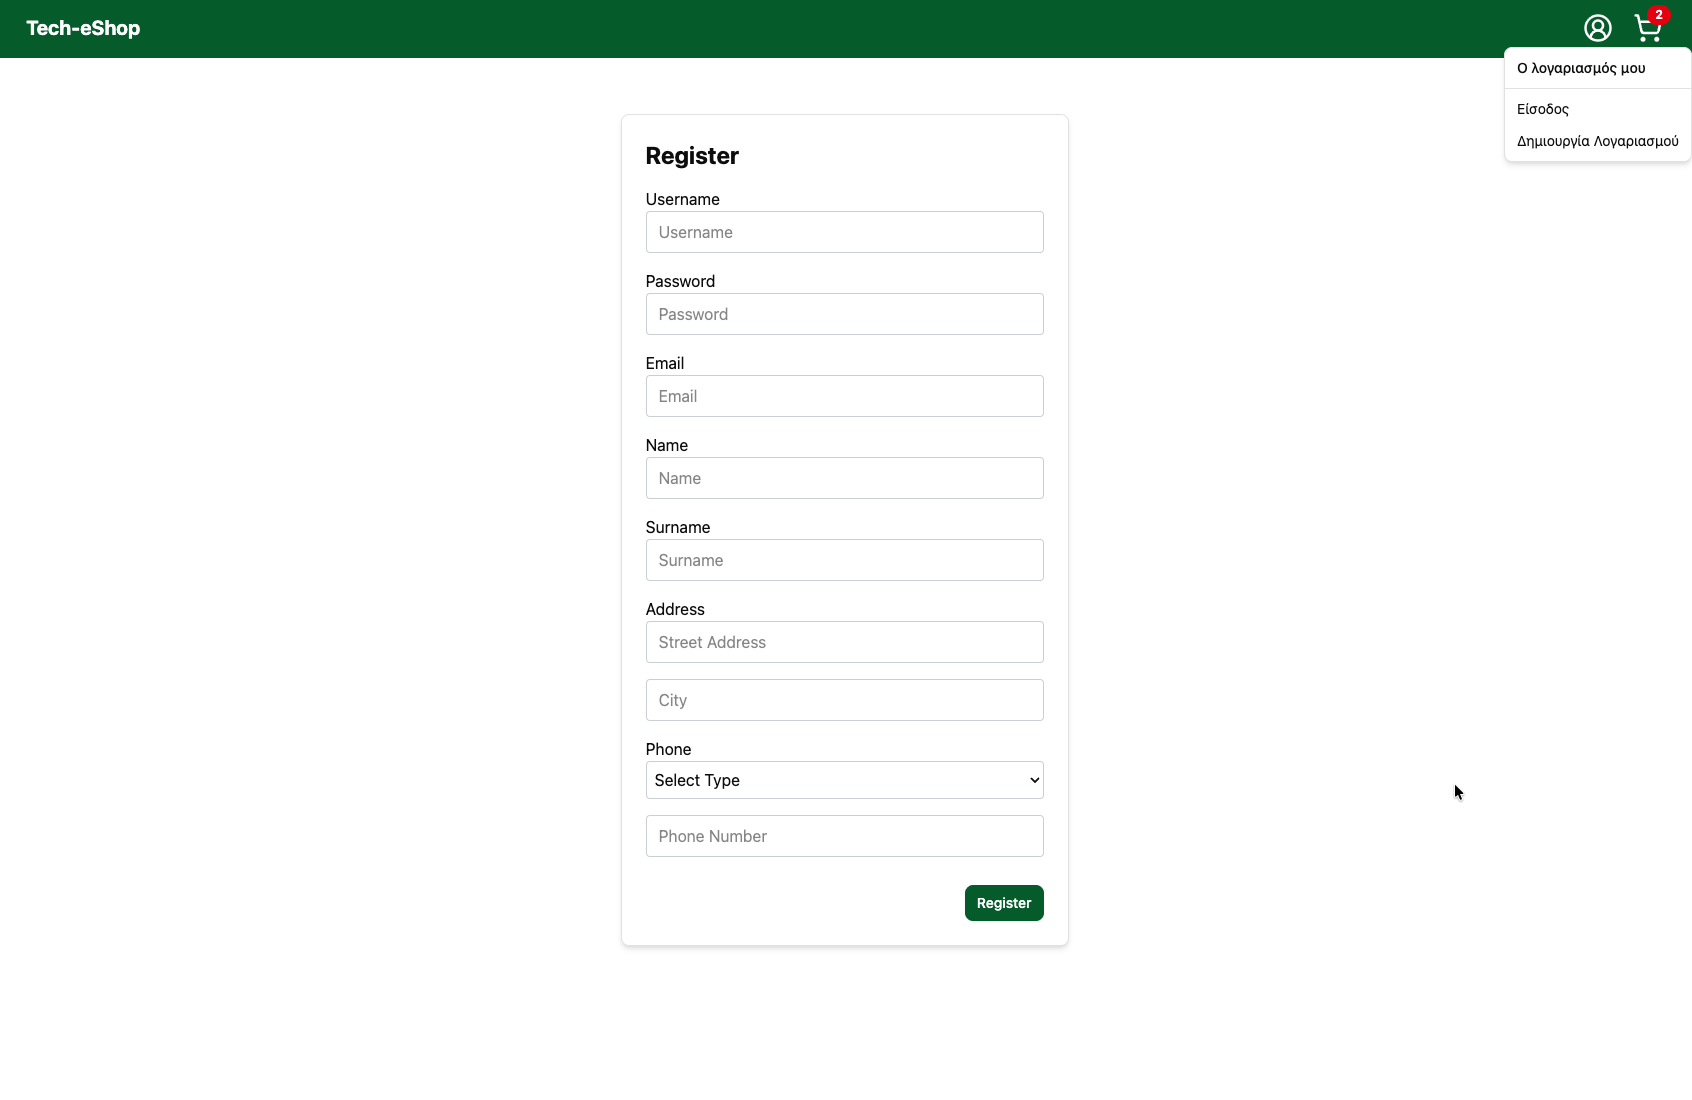 Tech-eShop
2
Ο λογαριασμός μου
Είσοδος
Δημιουργία Λογαριασμού
Register
Username
Username
Password
Password
Email
Email
Name
Name
Surname
Surname
Address
Street Address
City
Phone
Select Type
Phone Number
Register